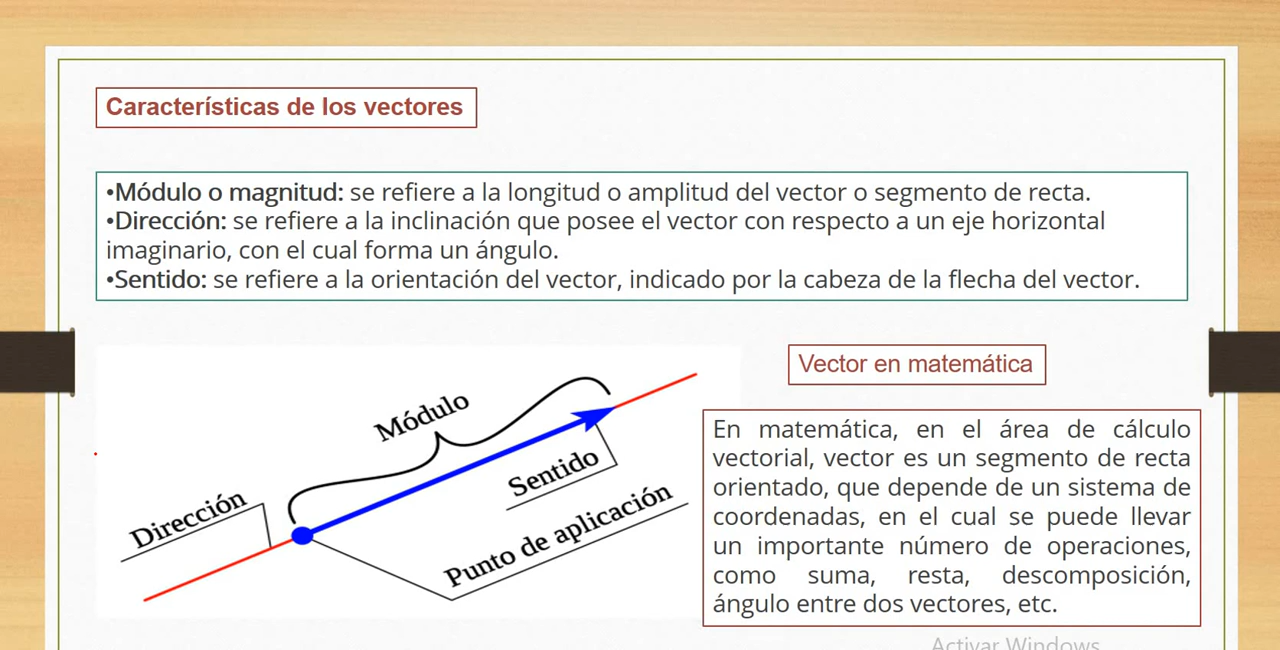 Características de los vectores
•Módulo o magnitud: se refiere a la longitud o amplitud del vector o segmento de recta.
•Dirección: se refiere a la inclinación que posee el vector con respecto a un eje horizontal
imaginario, con el cual forma un ángulo.
•Sentido: se refiere a la orientación del vector, indicado por la cabeza de la flecha del vector.
Módulo
Sentido
Dirección
Punto de aplicación
Vector en matemática
En matemática, en el área de cálculo
vectorial, vector es un segmento de recta
orientado, que depende de un sistema de
coordenadas, en el cual se puede llevar
un importante número de operaciones,
como suma, resta, descomposición,
ángulo entre dos vectores, etc.
Activar Windows